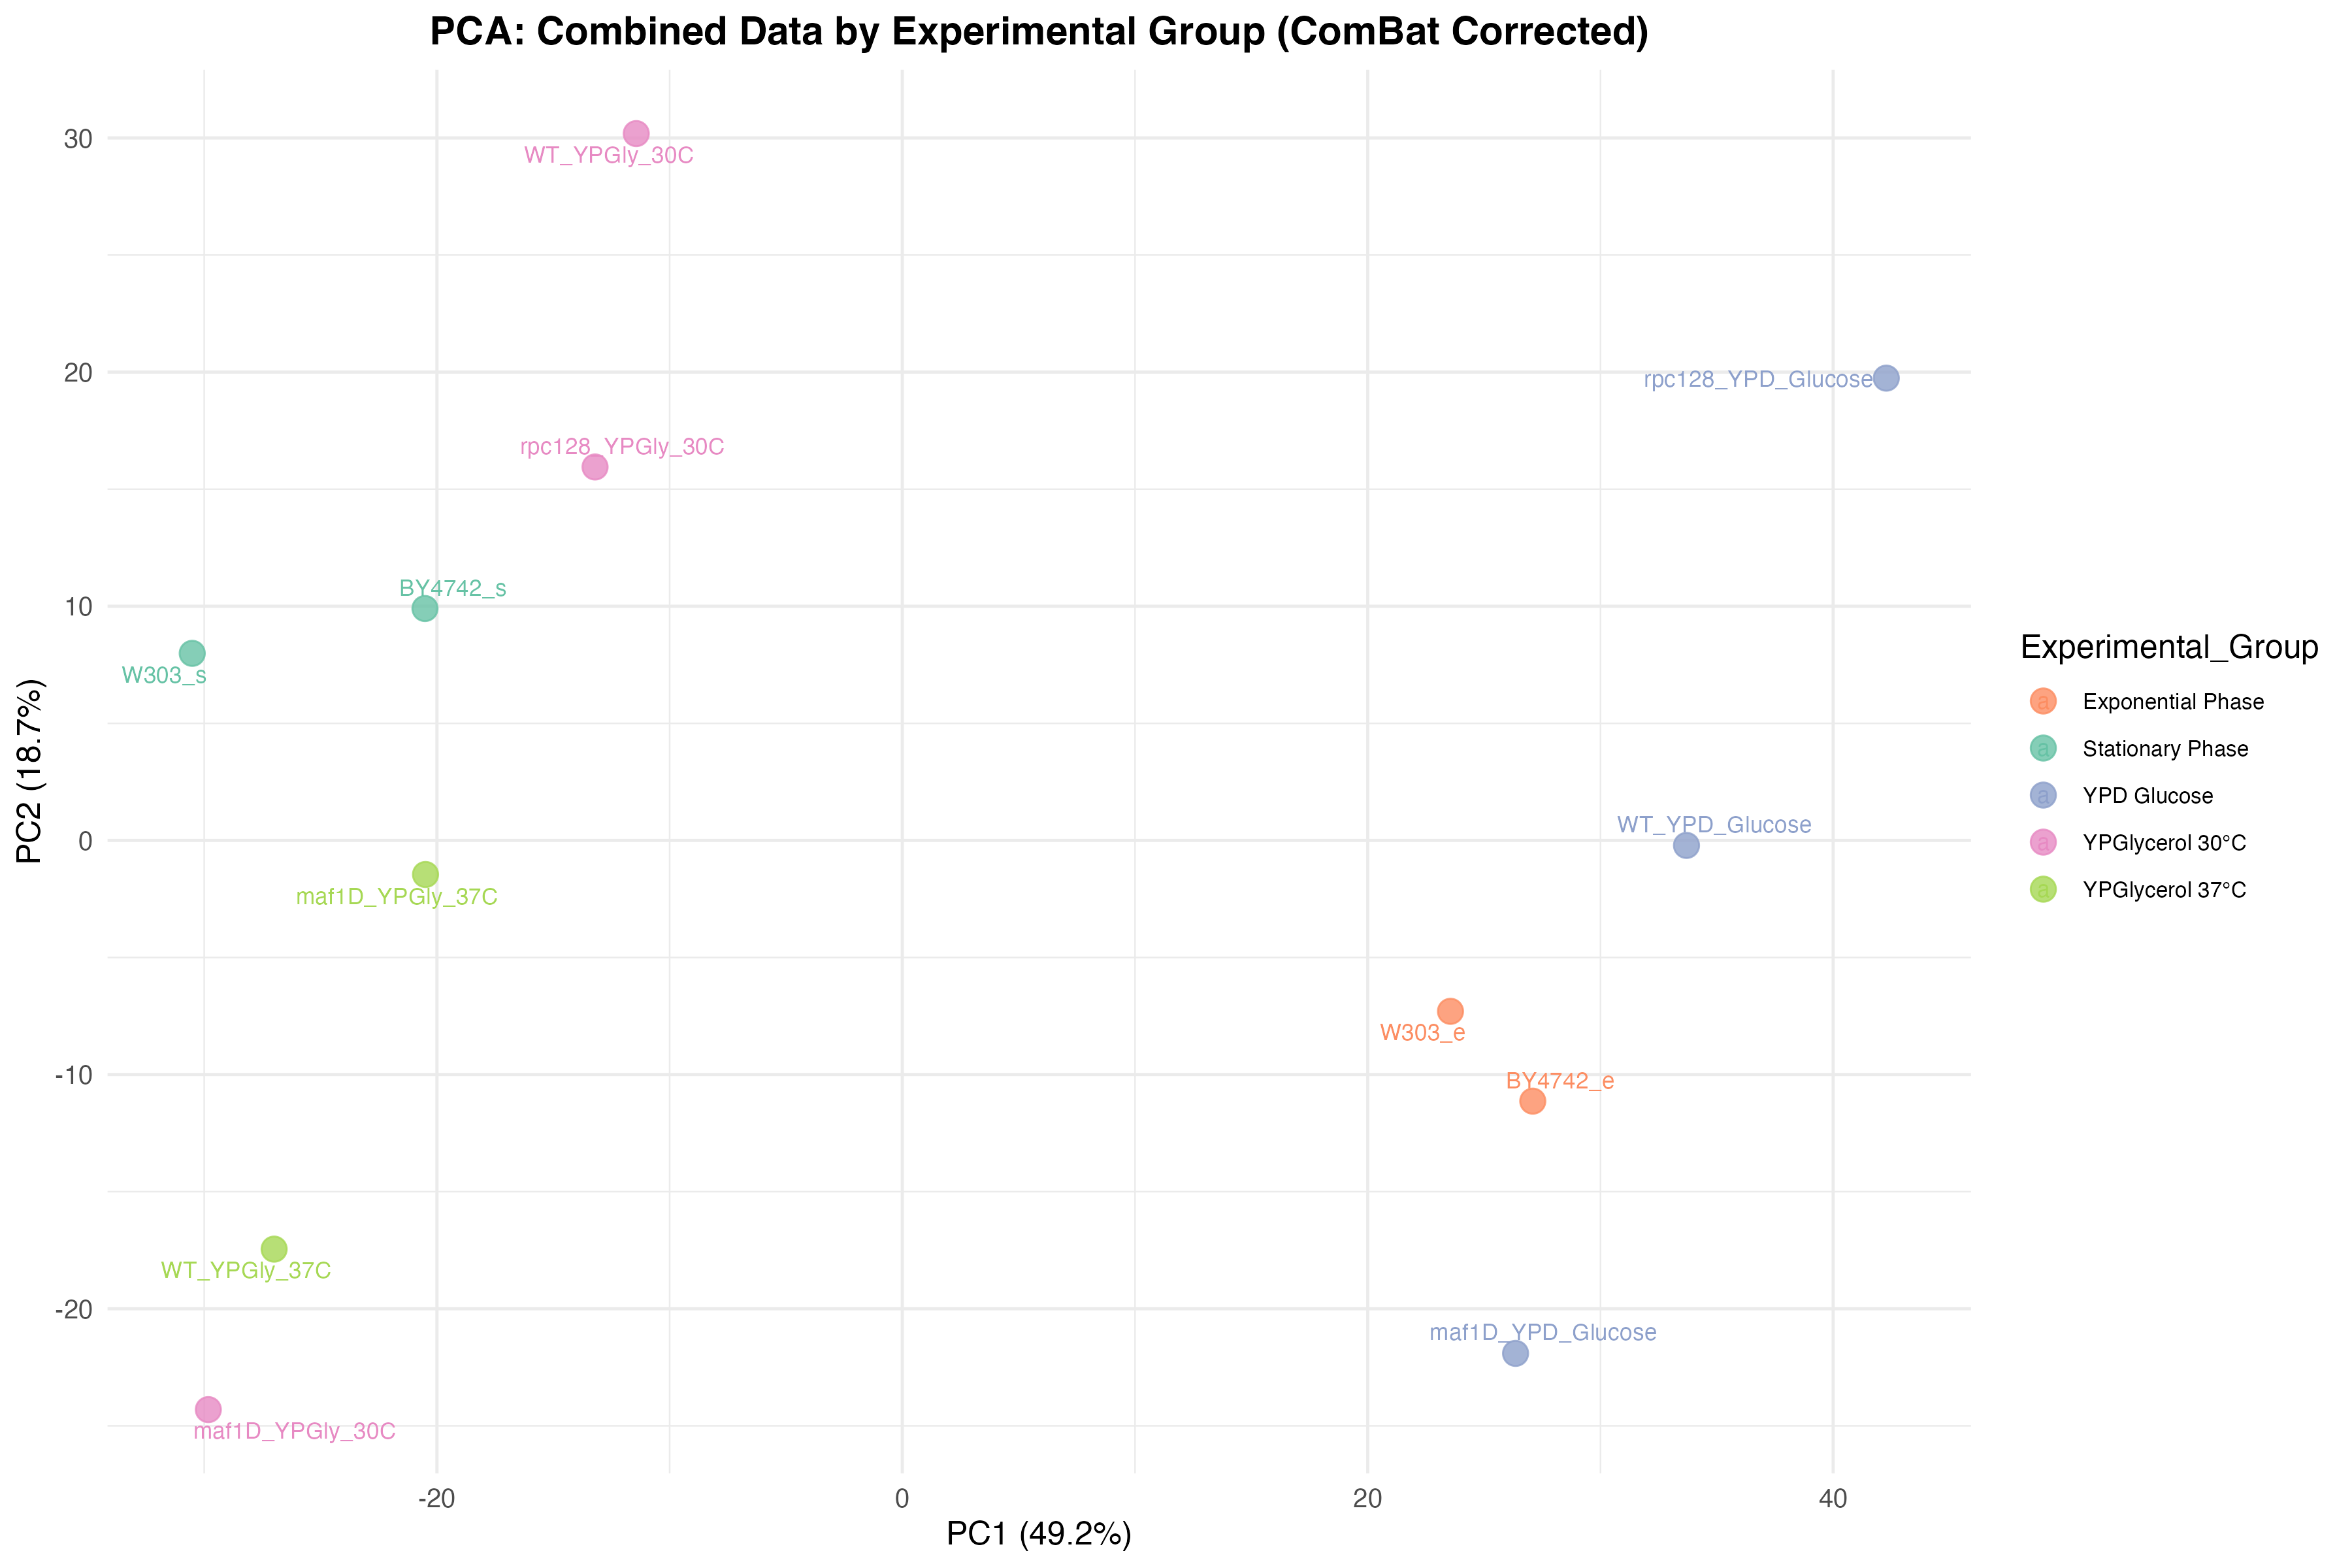 PCA: Combined Data by Experimental Group (ComBat Corrected)
30
20
10
0
-10
-20
PC2 (18.7%)
WT_YPGly_30C
rpc128_YPD_Glucose
rpc128_YPGly_30C
BY4742_s
W303_s
WT_YPD_Glucose
maf1D_YPGly_37C
W303_e
BY4742_e
WT_YPGly_37C
maf1D_YPD_Glucose
maf1D_YPGly_30C
-20
0
20
40
PC1 (49.2%)
Experimental_Group
a Exponential Phase
a Stationary Phase
a YPD Glucose
a YPGlycerol 30°C
a YPGlycerol 37°C